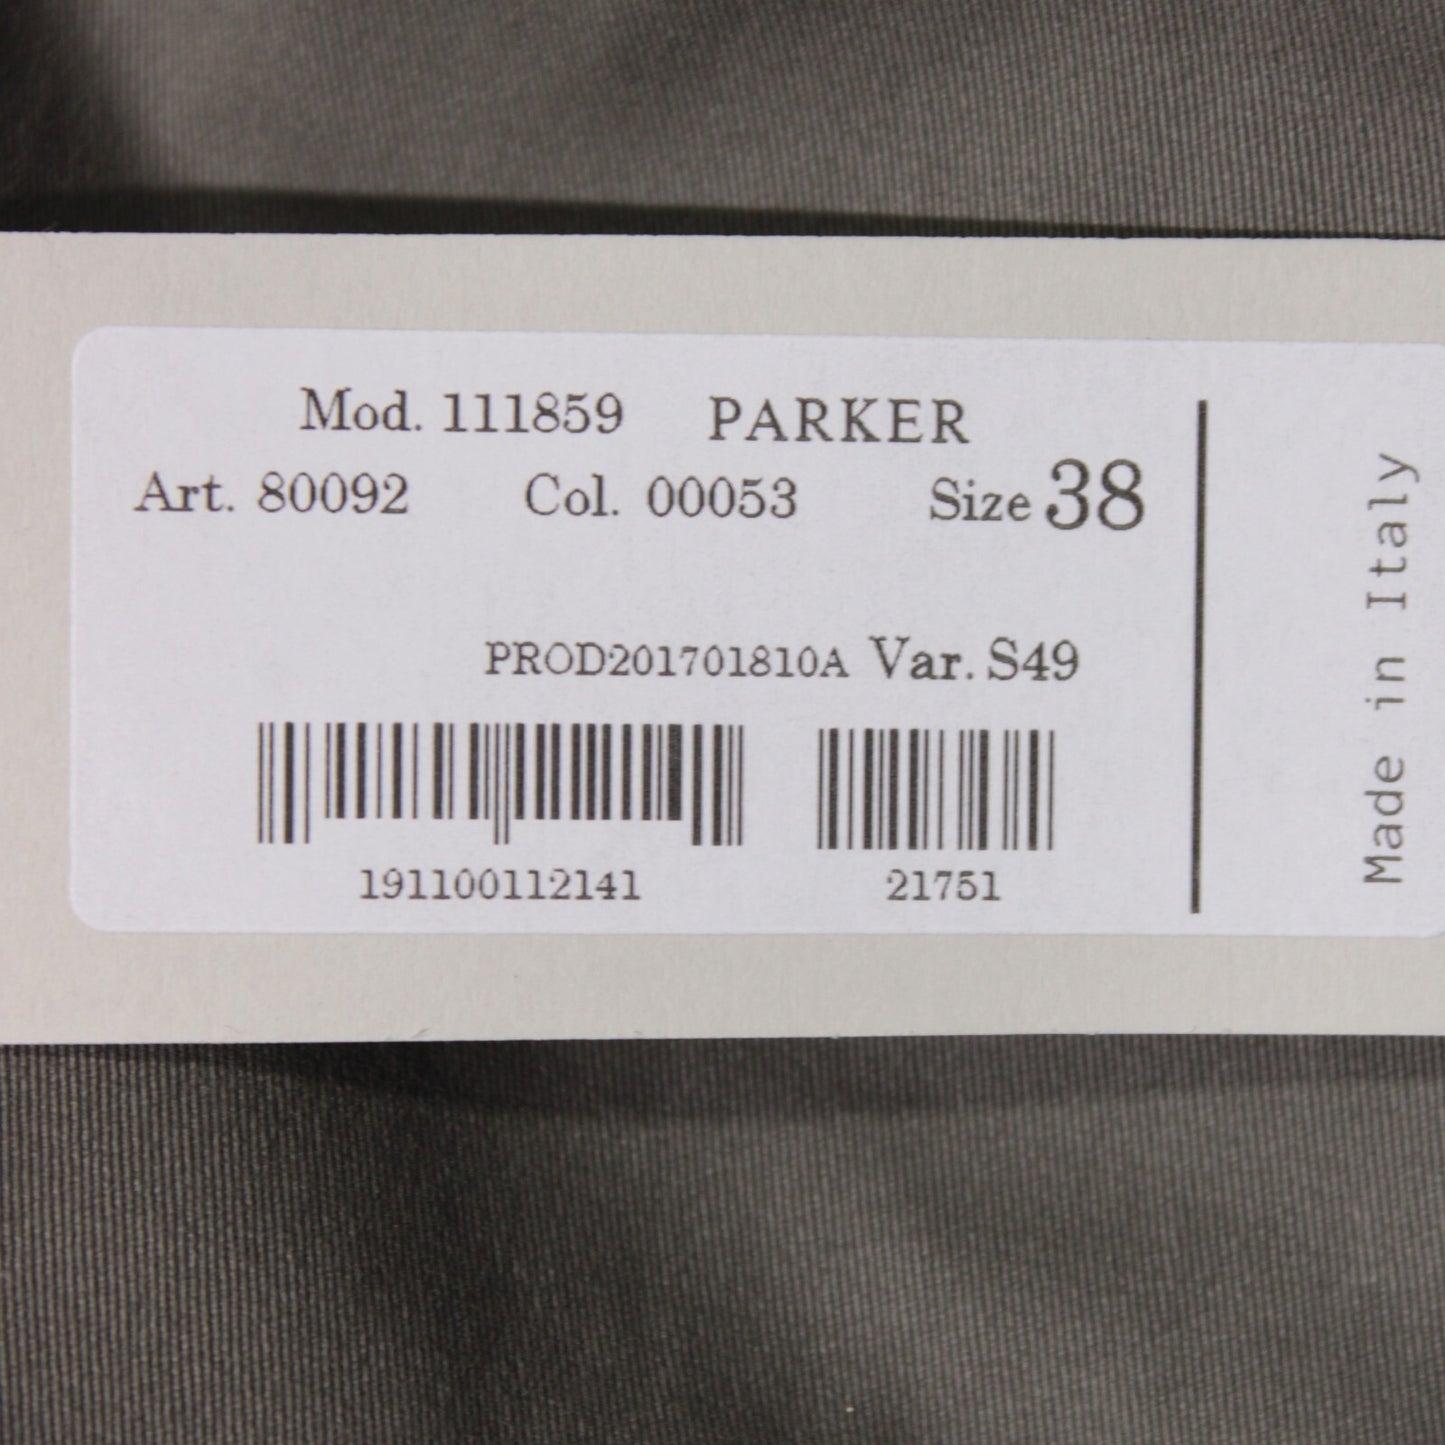 Mod. 111859 PARKER
Art. 80092 Col. 00053 Size 38
PROD201701810A Var. S49
191100112141 21751
Made in Italy